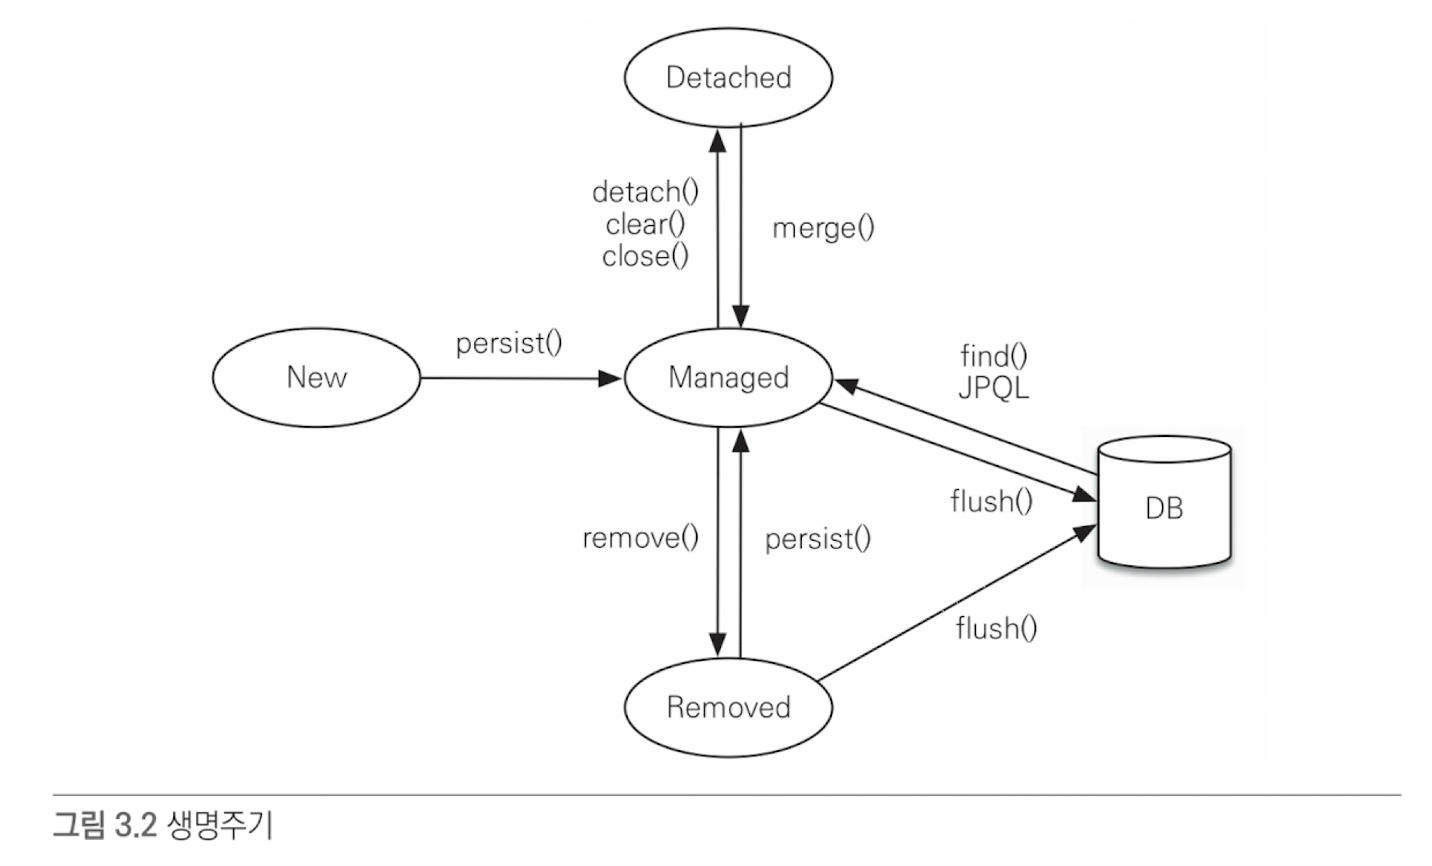 Detached
detach()
clear()
close()
merge()
New
persist()
Managed
find()
JPQL
flush()
DB
remove()
persist()
flush()
Removed
그림 3.2 생명주기